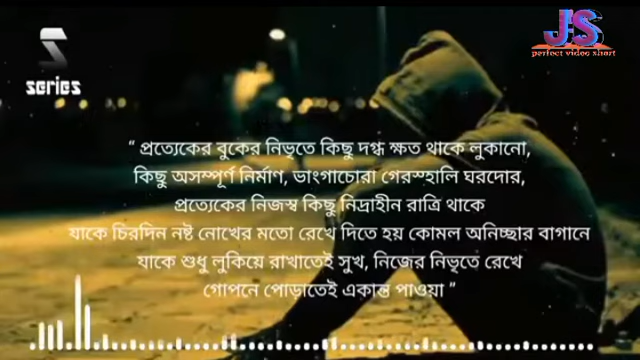 S
series
JS
perfect video short
“ প্রত্যেকের বুকের নিভৃতে কিছু দগ্ধ ক্ষত থাকে লুকানো,
কিছু অসম্পূর্ণ নির্মাণ, ভাংগাচোরা গেরস্হালি ঘরদোর,
প্রত্যেকের নিজস্ব কিছু নিদ্রাহীন রাত্রি থাকে
যাকে চিরদিন নষ্ট নোখের মতো রেখে দিতে হয় কোমল অনিচ্ছার বাগানে
যাকে শুধু লুকিয়ে রাখাতেই সুখ, নিজের নিভৃতে রেখে
গোপনে পোড়াতেই একান্ত পাওয়া ”